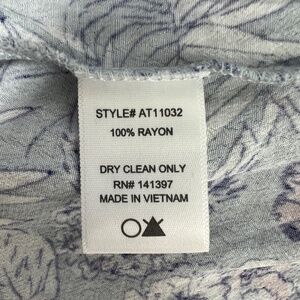 STYLE# AT11032
100% RAYON
DRY CLEAN ONLY
RN# 141397
MADE IN VIETNAM